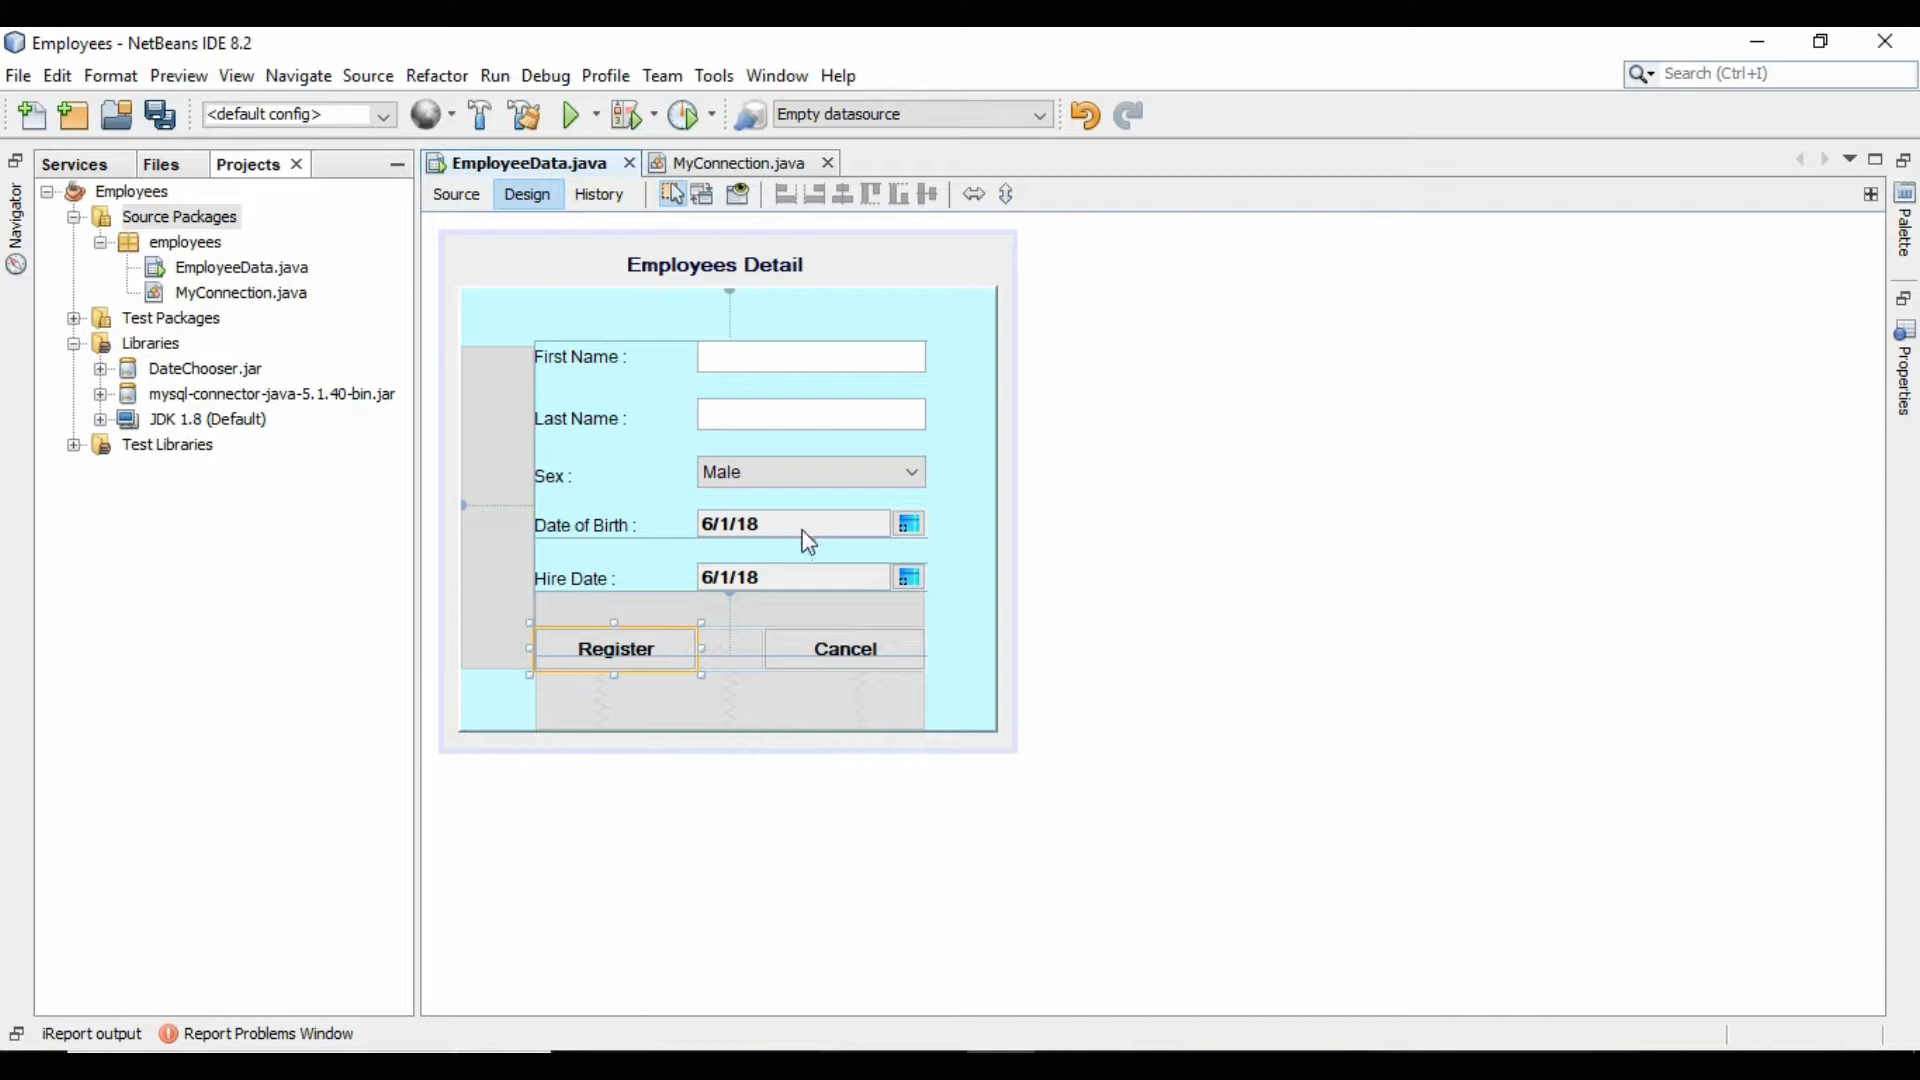 Employees - NetBeans IDE 8.2
File Edit Format Preview View Navigate Source Refactor Run Debug Profile Team Tools Window Help
Search (Ctrl+I)
<default config>
Empty datasource
Services Files Projects
EmployeeData.java MyConnection.java
Source Design History
Navigator
Employees
Source Packages
employees
EmployeeData.java
MyConnection.java
Test Packages
Libraries
DateChooser.jar
mysql-connector-java-5.1.40-bin.jar
JDK 1.8 (Default)
Test Libraries
Employees Detail
First Name :
Last Name :
Sex : Male
Date of Birth : 6/1/18
Hire Date : 6/1/18
Register Cancel
Palette
Properties
iReport output Report Problems Window